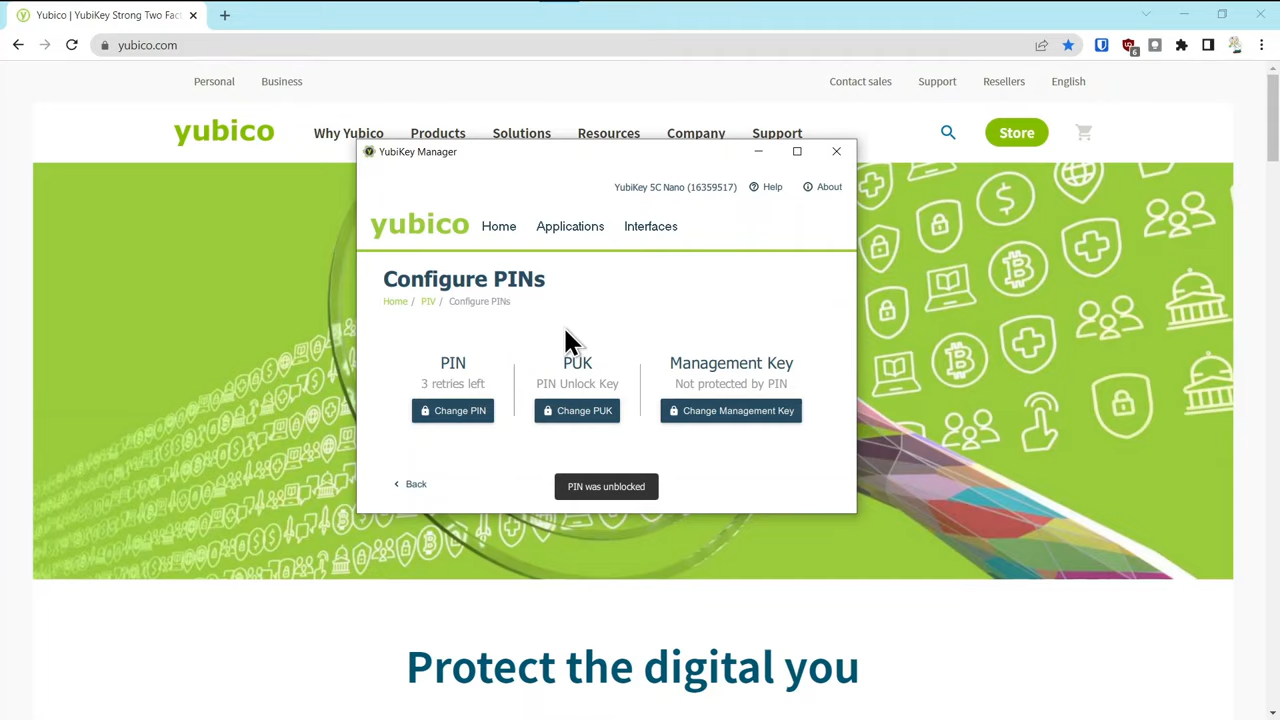 Yubico | YubiKey Strong Two Fac
yubico.com
6
Personal Business Contact sales Support Resellers English
yubico Why Yubico Products Solutions Resources Company Support Store
YubiKey Manager
YubiKey 5C Nano (16359517) Help About
yubico Home Applications Interfaces
Configure PINs
Home / PIV / Configure PINs
PIN PUK Management Key
3 retries left PIN Unlock Key Not protected by PIN
Change PIN Change PUK Change Management Key
Back PIN was unblocked
Protect the digital you